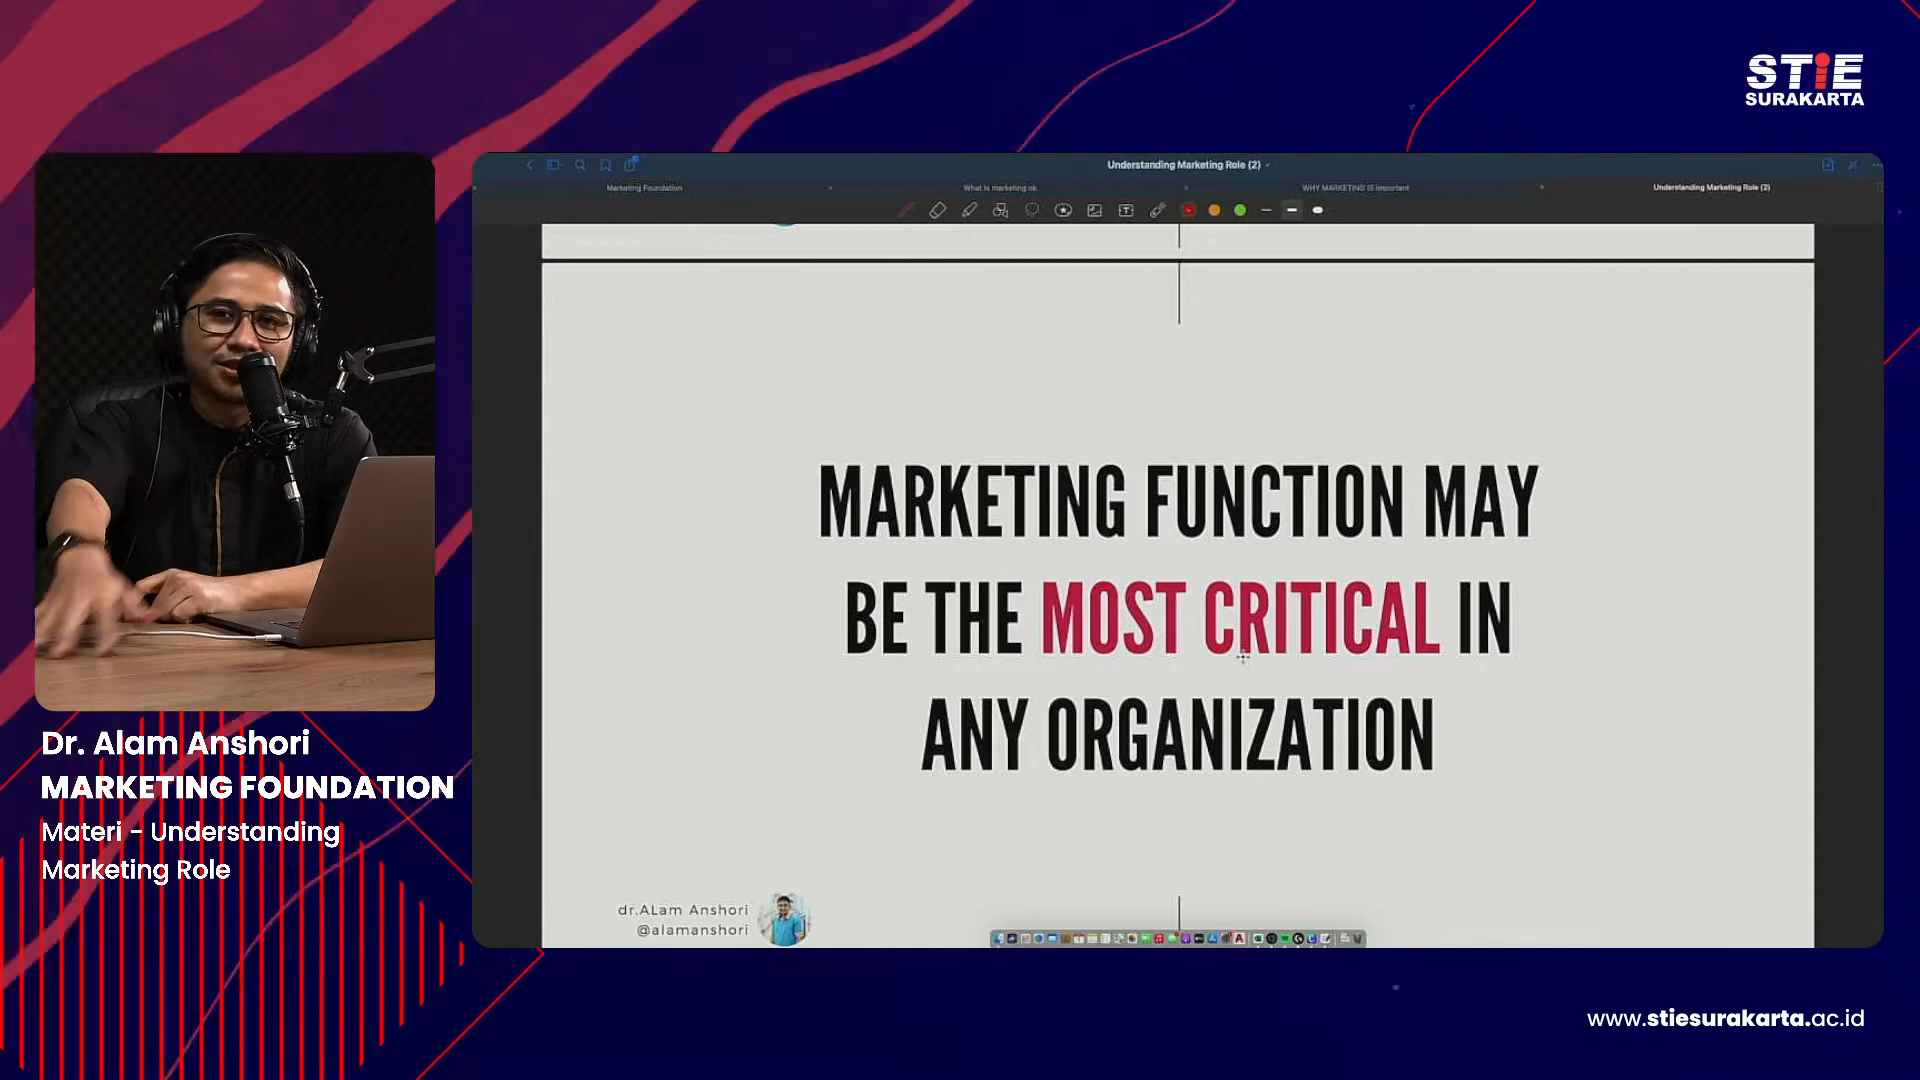 STiE
SURAKARTA
Understanding Marketing Role (2)
Marketing Foundation
What is marketing ok
WHY MARKETING IS important
Understanding Marketing Role (2)
MARKETING FUNCTION MAY
BE THE MOST CRITICAL IN
ANY ORGANIZATION
dr.ALam Anshori
@alamanshori
Dr. Alam Anshori
MARKETING FOUNDATION
Materi - Understanding
Marketing Role
www.stiesurakarta.ac.id